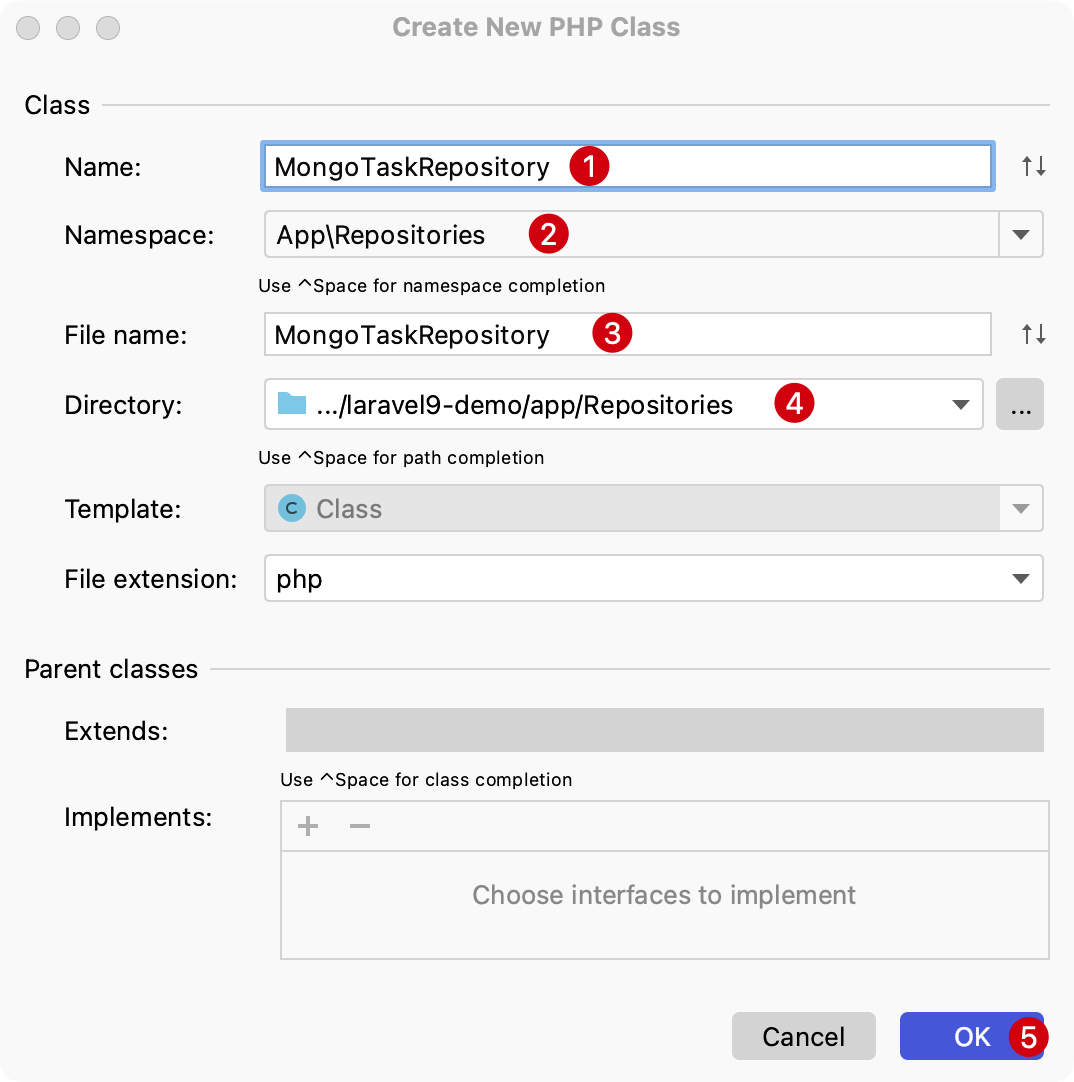 Create New PHP Class
Class
Name: MongoTaskRepository 1
Namespace: App\Repositories 2
Use ^Space for namespace completion
File name: MongoTaskRepository 3
Directory: .../laravel9-demo/app/Repositories 4 ...
Use ^Space for path completion
Template: C Class
File extension: php
Parent classes
Extends:
Use ^Space for class completion
Implements: + −
Choose interfaces to implement
Cancel OK 5